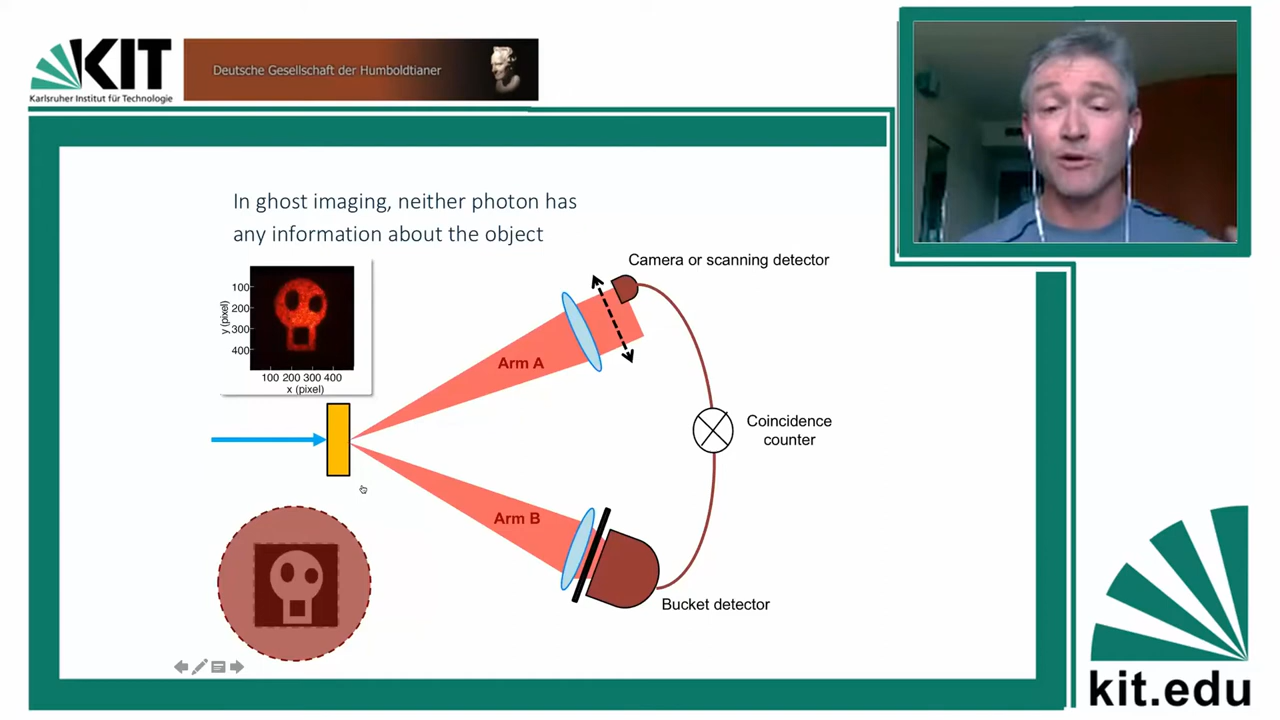 KIT
Karlsruher Institut für Technologie
Deutsche Gesellschaft der Humboldtianer
In ghost imaging, neither photon has
any information about the object
Camera or scanning detector
100
200
300
400
y (pixel)
100 200 300 400
x (pixel)
Arm A
Coincidence
counter
Arm B
Bucket detector
kit.edu